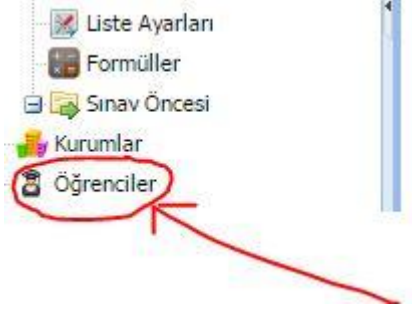 Liste Ayarları
Formüller
Sınav Öncesi
Kurumlar
Öğrenciler